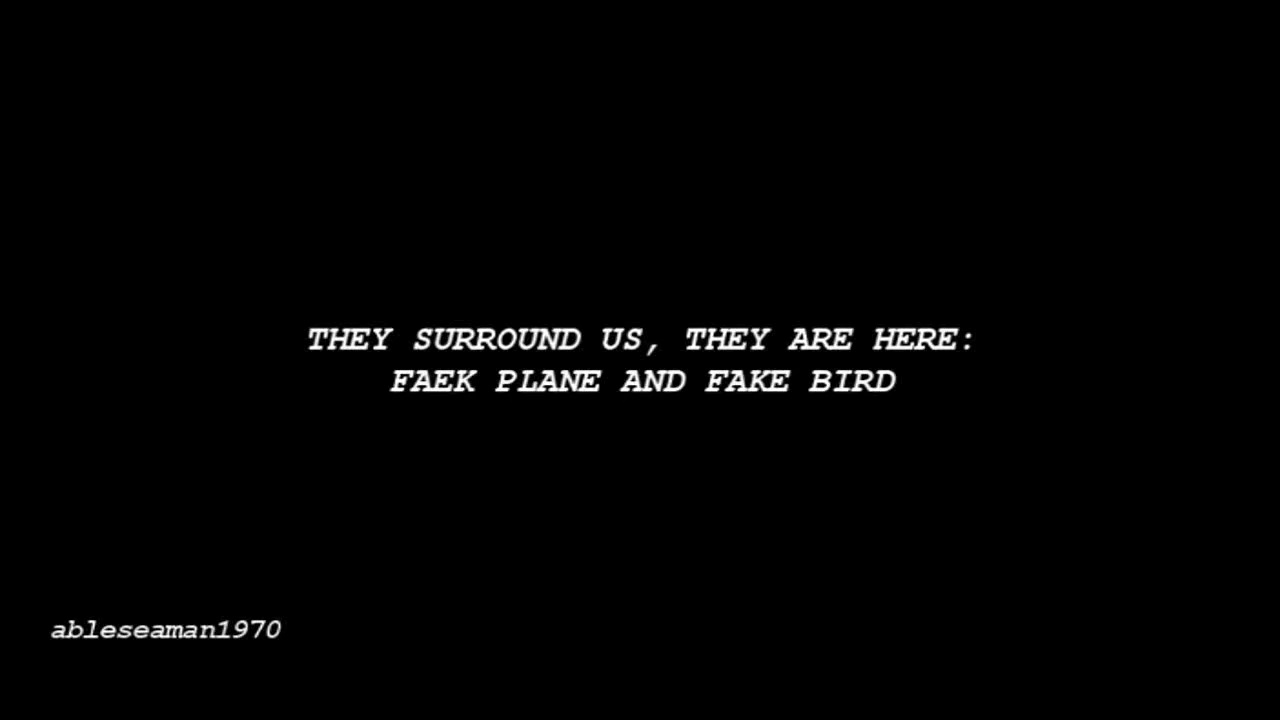 THEY SURROUND US, THEY ARE HERE:
FAEK PLANE AND FAKE BIRD
ableseaman1970